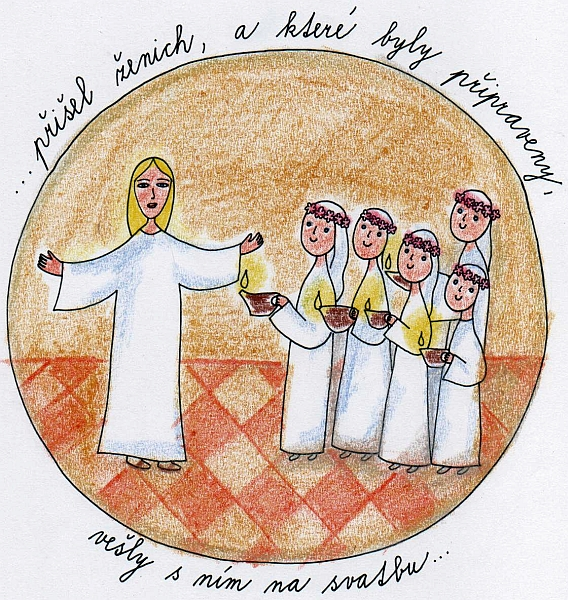 ...přišel ženich, a které byly připraveny,
vešly s ním na svatbu...